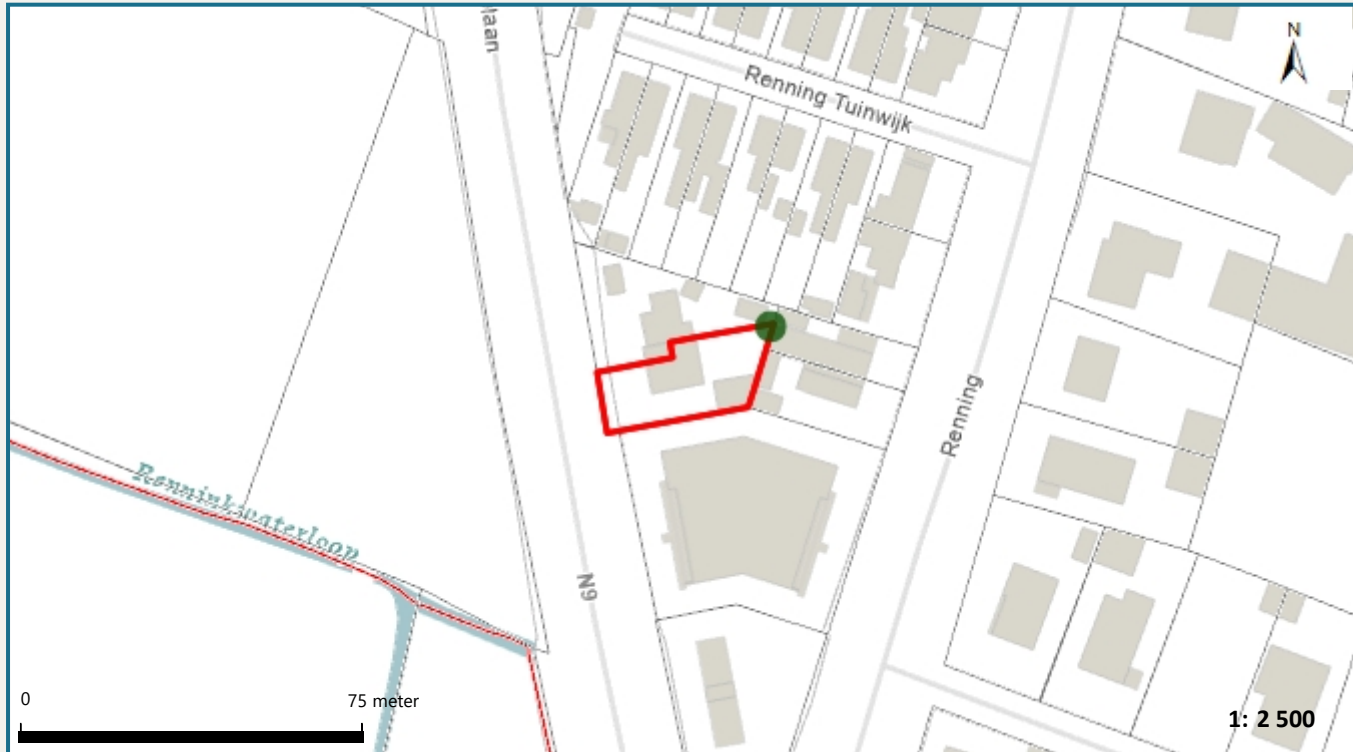 laan
N
Renning Tuinwijk
Renning
Renninkwaterloop
N9
0
75 meter
1: 2 500